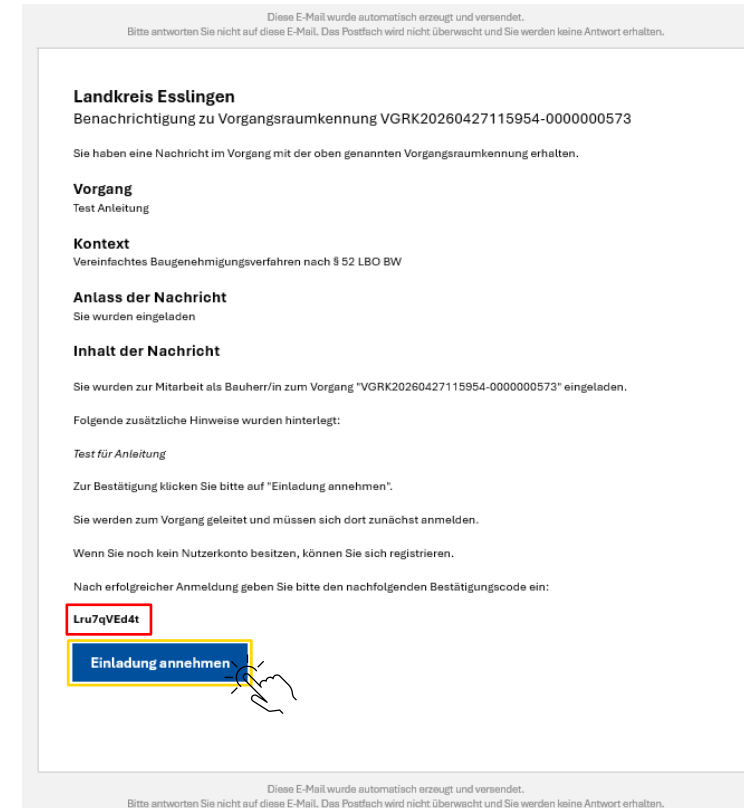 Diese E-Mail wurde automatisch erzeugt und versendet.
Bitte antworten Sie nicht auf diese E-Mail. Das Postfach wird nicht überwacht und Sie werden keine Antwort erhalten.
Landkreis Esslingen
Benachrichtigung zu Vorgangsraumkennung VGRK20260427115954-0000000573
Sie haben eine Nachricht im Vorgang mit der oben genannten Vorgangsraumkennung erhalten.
Vorgang
Test Anleitung
Kontext
Vereinfachtes Baugenehmigungsverfahren nach § 52 LBO BW
Anlass der Nachricht
Sie wurden eingeladen
Inhalt der Nachricht
Sie wurden zur Mitarbeit als Bauherr/in zum Vorgang "VGRK20260427115954-0000000573" eingeladen.
Folgende zusätzliche Hinweise wurden hinterlegt:
Test für Anleitung
Zur Bestätigung klicken Sie bitte auf "Einladung annehmen".
Sie werden zum Vorgang geleitet und müssen sich dort zunächst anmelden.
Wenn Sie noch kein Nutzerkonto besitzen, können Sie sich registrieren.
Nach erfolgreicher Anmeldung geben Sie bitte den nachfolgenden Bestätigungscode ein:
Lru7qVEd4t
Einladung annehmen
Diese E-Mail wurde automatisch erzeugt und versendet.
Bitte antworten Sie nicht auf diese E-Mail. Das Postfach wird nicht überwacht und Sie werden keine Antwort erhalten.